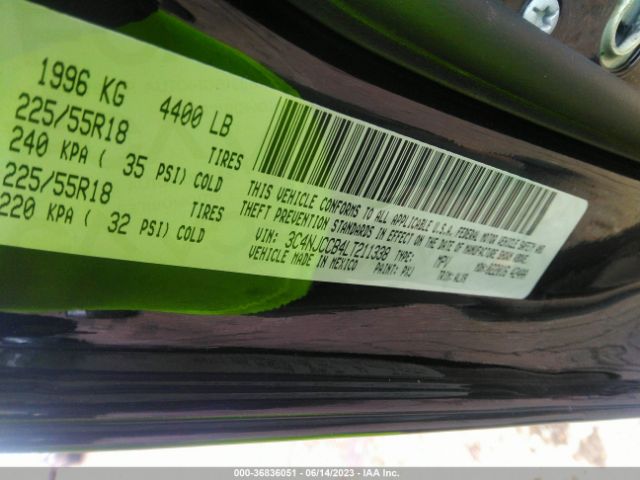 1996 KG 4400 LB
225/55R18 TIRES
240 KPA ( 35 PSI) COLD
225/55R18 TIRES
220 KPA ( 32 PSI) COLD
THIS VEHICLE CONFORMS TO ALL APPLICABLE U.S.A. FEDERAL MOTOR VEHICLE SAFETY AND
THEFT PREVENTION STANDARDS IN EFFECT ON THE DATE OF MANUFACTURE SHOWN ABOVE.
VIN: 3C4NJCCB4LT211338 TYPE: MPV
VEHICLE MADE IN MEXICO PAINT: PXJ TRIM:
000-36836051 - 06/14/2023 - IAA Inc.